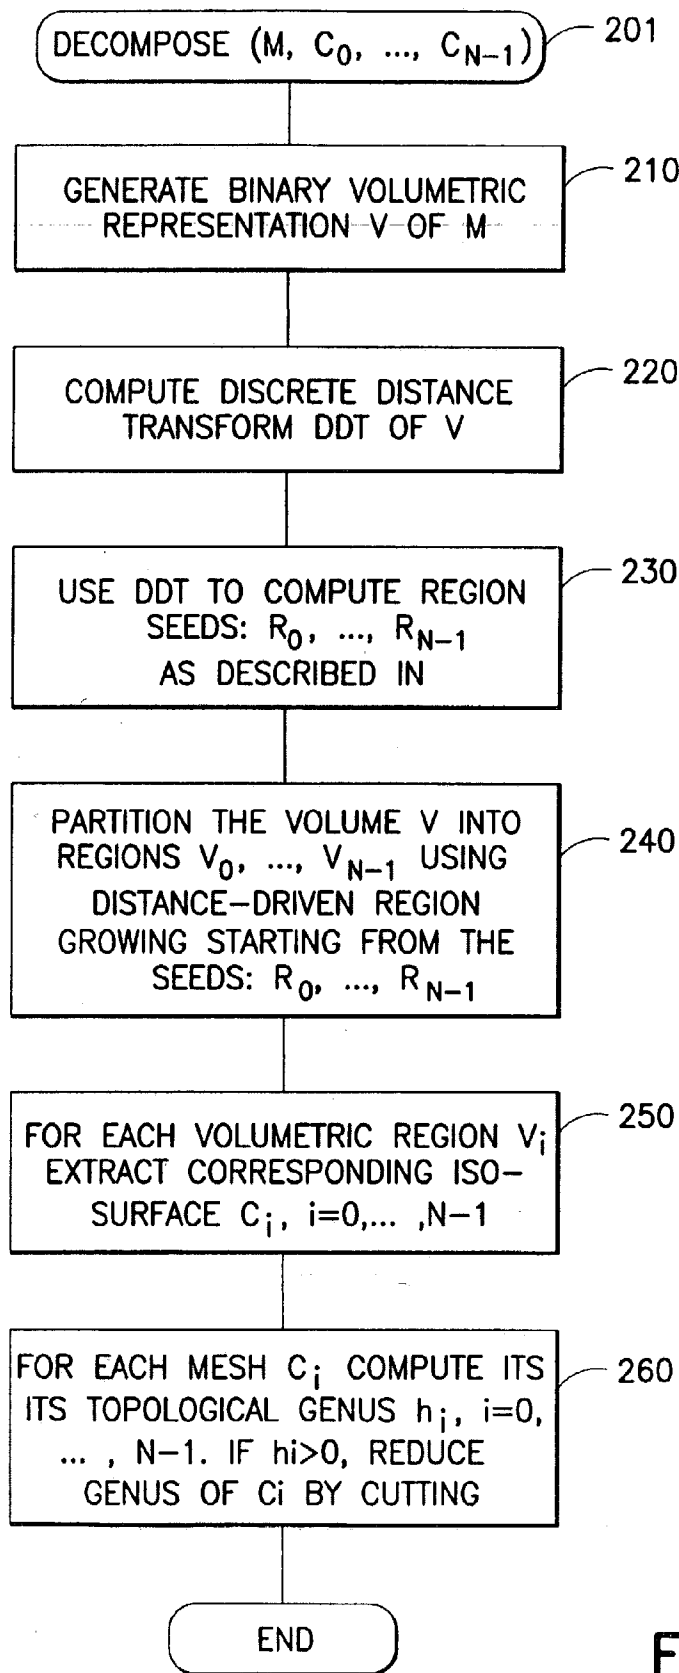 DECOMPOSE (M, C0, ..., CN-1)
201
GENERATE BINARY VOLUMETRIC
REPRESENTATION V OF M
210
COMPUTE DISCRETE DISTANCE
TRANSFORM DDT OF V
220
USE DDT TO COMPUTE REGION
SEEDS: R0, ..., RN-1
AS DESCRIBED IN
230
PARTITION THE VOLUME V INTO
REGIONS V0, ..., VN-1 USING
DISTANCE-DRIVEN REGION
GROWING STARTING FROM THE
SEEDS: R0, ..., RN-1
240
FOR EACH VOLUMETRIC REGION Vi
EXTRACT CORRESPONDING ISO-
SURFACE Ci, i=0,... ,N-1
250
FOR EACH MESH Ci COMPUTE ITS
ITS TOPOLOGICAL GENUS hi, i=0,
... , N-1. IF hi>0, REDUCE
GENUS OF Ci BY CUTTING
260
END